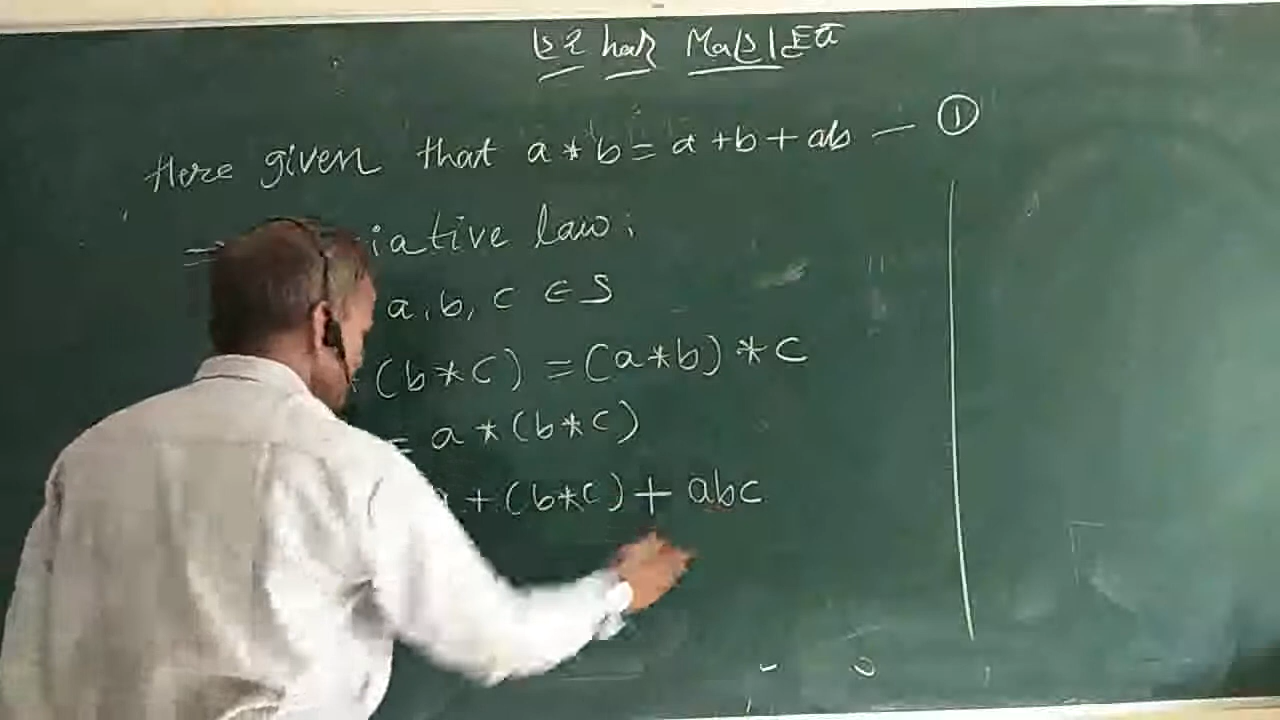 Here given that a * b = a + b + ab — ①
iative law:
a, b, c ∈ S
(b * c) = (a * b) * c
= a * (b * c)
+ (b * c) + abc